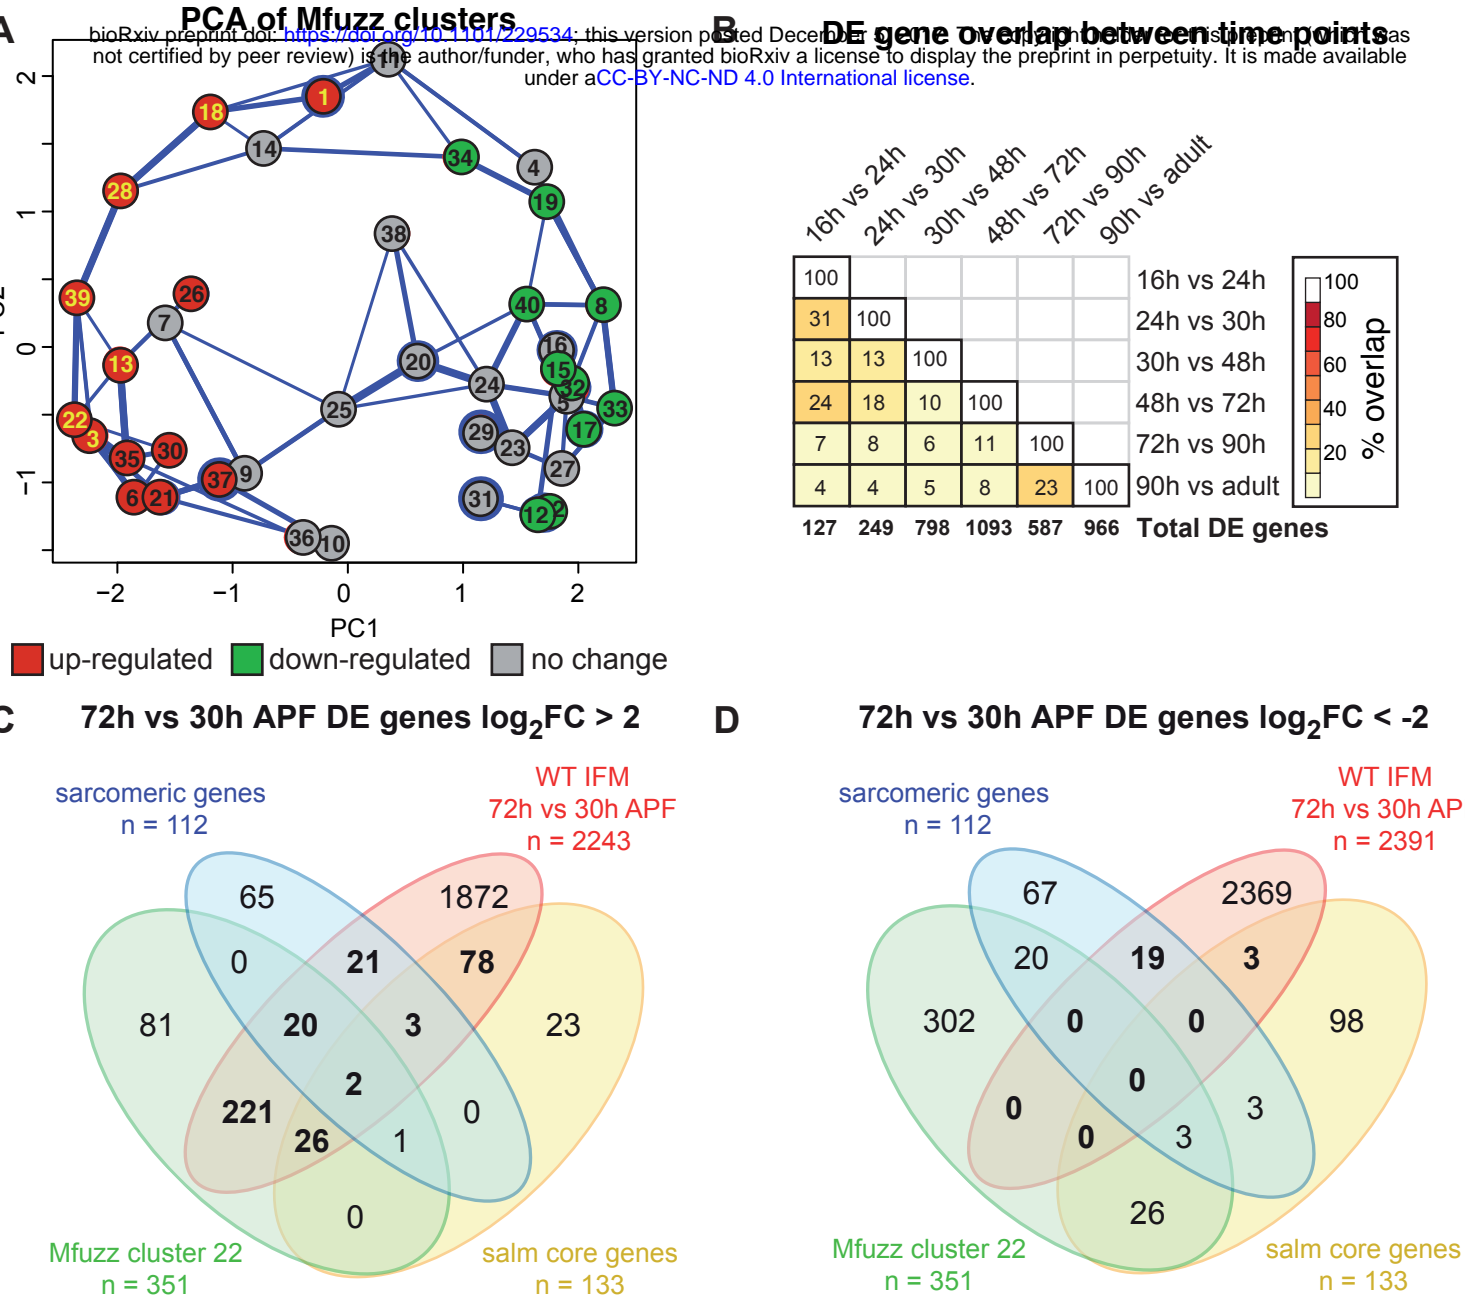 A
PCA of Mfuzz clusters
B
DE gene overlap between time points
bioRxiv preprint doi: https://doi.org/10.1101/229534; this version posted December
not certified by peer review) is the author/funder, who has granted bioRxiv a license to display the preprint in perpetuity. It is made available
under aCC-BY-NC-ND 4.0 International license.
2
1
0
−1
11
1
18
14
34
4
28
19
38
39
26
7
40
8
13
20
16
15
32
24
5
25
33
22
3
29
17
23
35
30
27
37
9
6
21
31
12
2
36
10
−2
−1
0
1
2
PC1
up-regulated
down-regulated
no change
16h vs 24h
24h vs 30h
30h vs 48h
48h vs 72h
72h vs 90h
90h vs adult
100 16h vs 24h
31 100 24h vs 30h
13 13 100 30h vs 48h
24 18 10 100 48h vs 72h
7 8 6 11 100 72h vs 90h
4 4 5 8 23 100 90h vs adult
127 249 798 1093 587 966 Total DE genes
100
80
60
40
20
% overlap
C
72h vs 30h APF DE genes log2FC > 2
sarcomeric genes
n = 112
WT IFM
72h vs 30h APF
n = 2243
65
1872
0
21
78
81
20
3
23
2
221
0
26
1
0
Mfuzz cluster 22
n = 351
salm core genes
n = 133
D
72h vs 30h APF DE genes log2FC < -2
sarcomeric genes
n = 112
WT IFM
72h vs 30h AP
n = 2391
67
2369
20
19
3
302
0
0
98
0
0
3
0
3
26
Mfuzz cluster 22
n = 351
salm core genes
n = 133